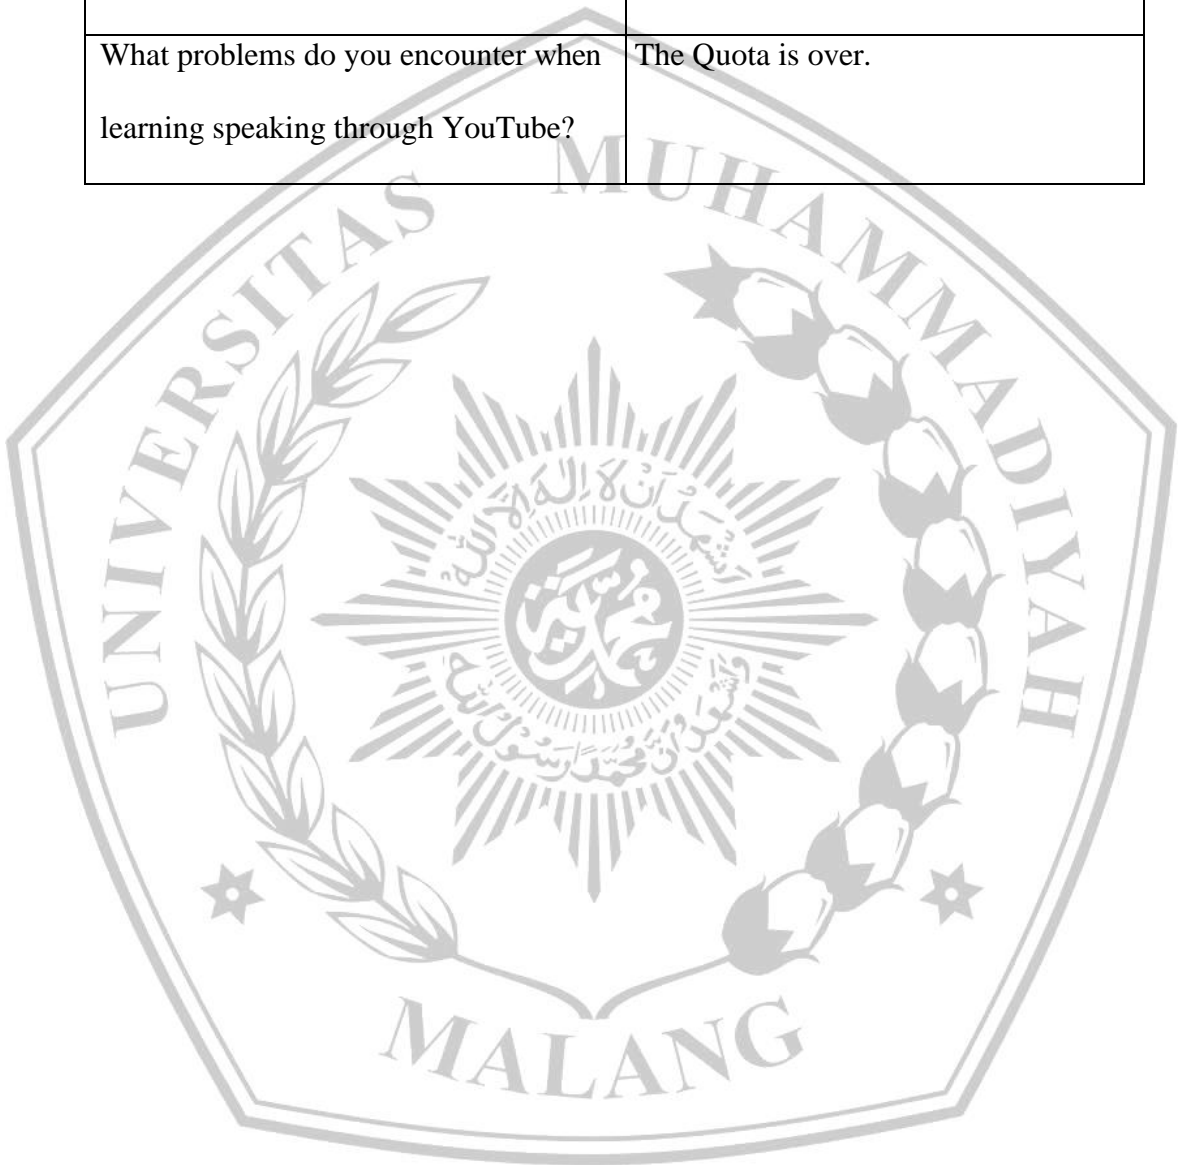 What problems do you encounter when
learning speaking through YouTube?
The Quota is over.
UNIVERSITAS MUHAMMADIYAH
MALANG